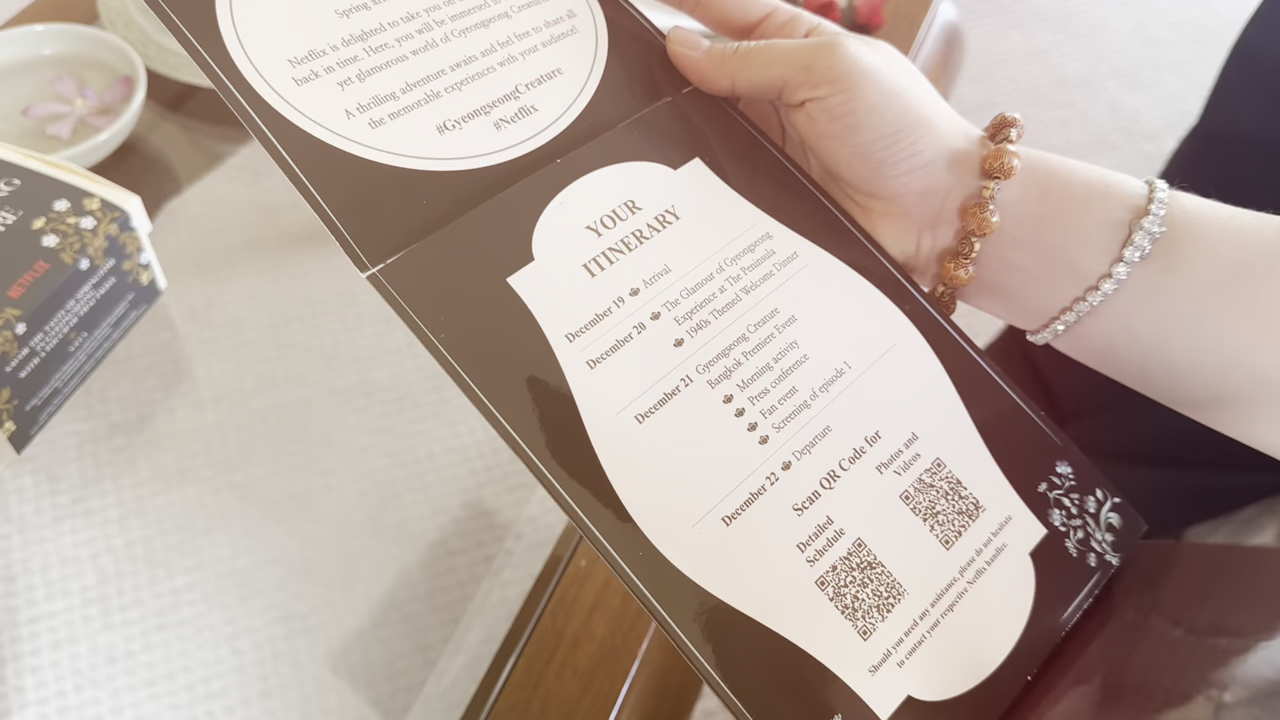 Spring
Netflix is delighted to take you on
back in time. Here, you will be immersed in
yet glamorous world of Gyeongseong Creature
A thrilling adventure awaits and feel free to share all
the memorable experiences with your audience!
#GyeongseongCreature
#Netflix
YOUR
ITINERARY
December 19 Arrival
December 20 The Glamour of Gyeongseong
Experience at The Peninsula
1940s Themed Welcome Dinner
December 21 Gyeongseong Creature
Bangkok Premiere Event
Morning activity
Press conference
Fan event
Screening of episode 1
December 22 Departure
Scan QR Code for
Detailed
Schedule
Photos and
Videos
Should you need any assistance, please do not hesitate
to contact your respective Netflix handler.
NETFLIX